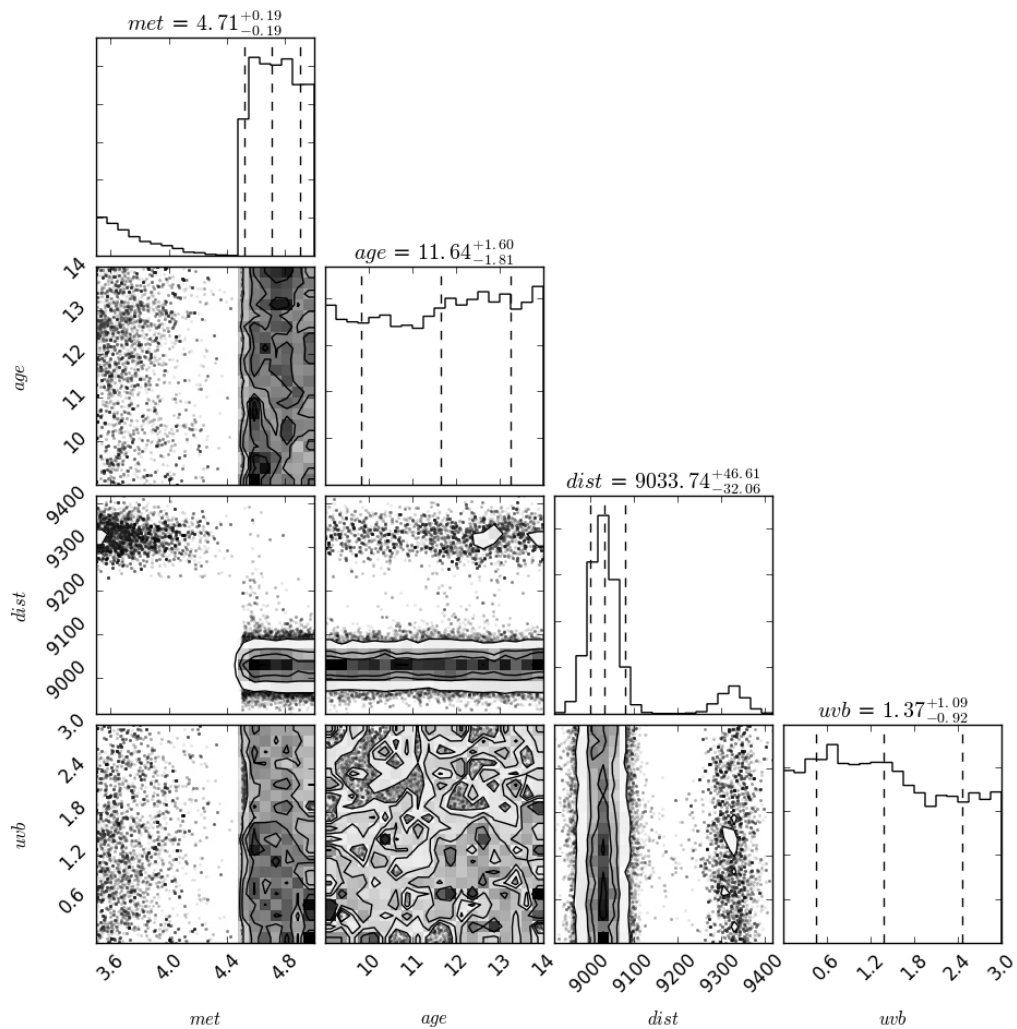 met = 4.71+0.19 −0.19
age = 11.64+1.60 −1.81
14
13
12
11
10
age
dist = 9033.74+46.61 −32.06
9400
9300
9200
9100
9000
dist
uvb = 1.37+1.09 −0.92
3.0
2.4
1.8
1.2
0.6
uvb
3.6 4.0 4.4 4.8
10 11 12 13 14
9000 9100 9200 9300 9400
0.6 1.2 1.8 2.4 3.0
met age dist uvb